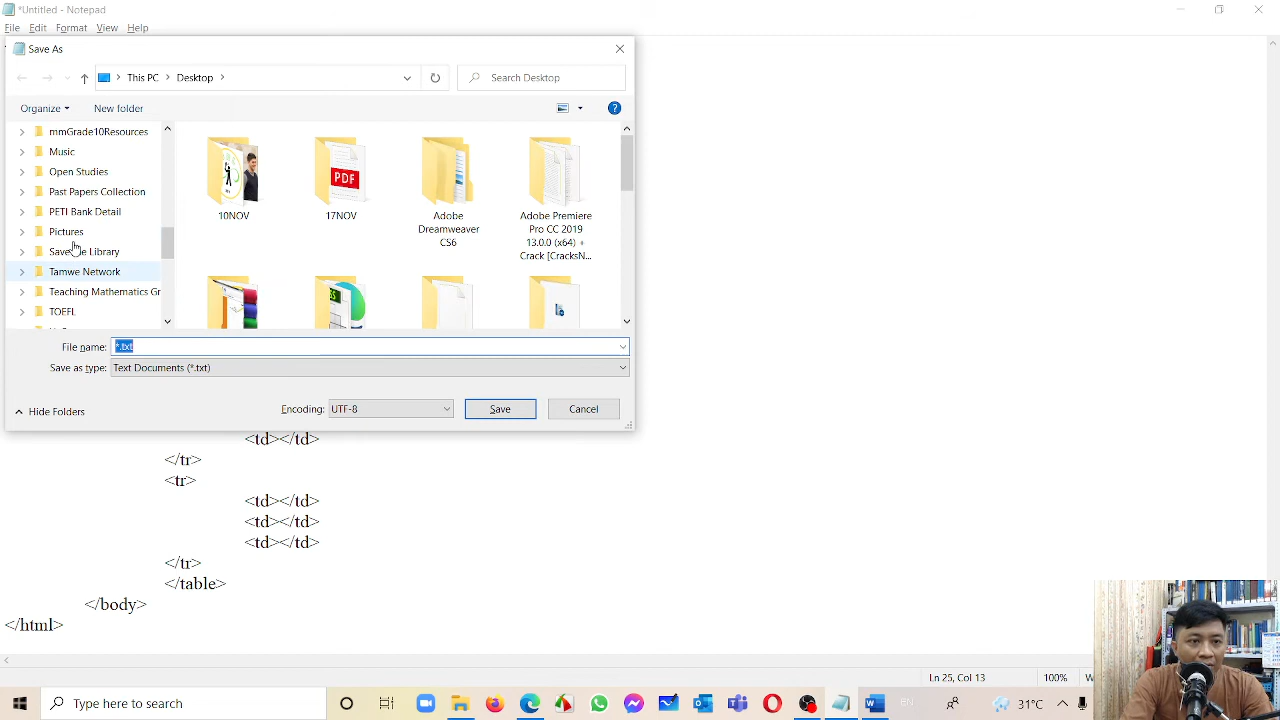 *Untitled - Notepad
File Edit Format View Help
Save As
This PC > Desktop >
Search Desktop
Organize
New folder
mmGrade10Resources
Music
Open Studies
Past Papers Collection
PETI Bank Detail
Pictures
Library
Tamwe Network
Teaching Mathematics Gr
TOEFL
10NOV
PDF
17NOV
Adobe
Dreamweaver
CS6
Adobe Premiere
Pro CC 2019
13.0.0 (x64) +
Crack [CracksN...
File name: *.txt
Save as type: Text Documents (*.txt)
Hide Folders
Encoding: UTF-8
Save
Cancel
<td></td>
</tr>
<tr>
<td></td>
<td></td>
<td></td>
</tr>
</table>
</body>
</html>
Ln 25, Col 13
100%
W
Type here to search
EN
31°C